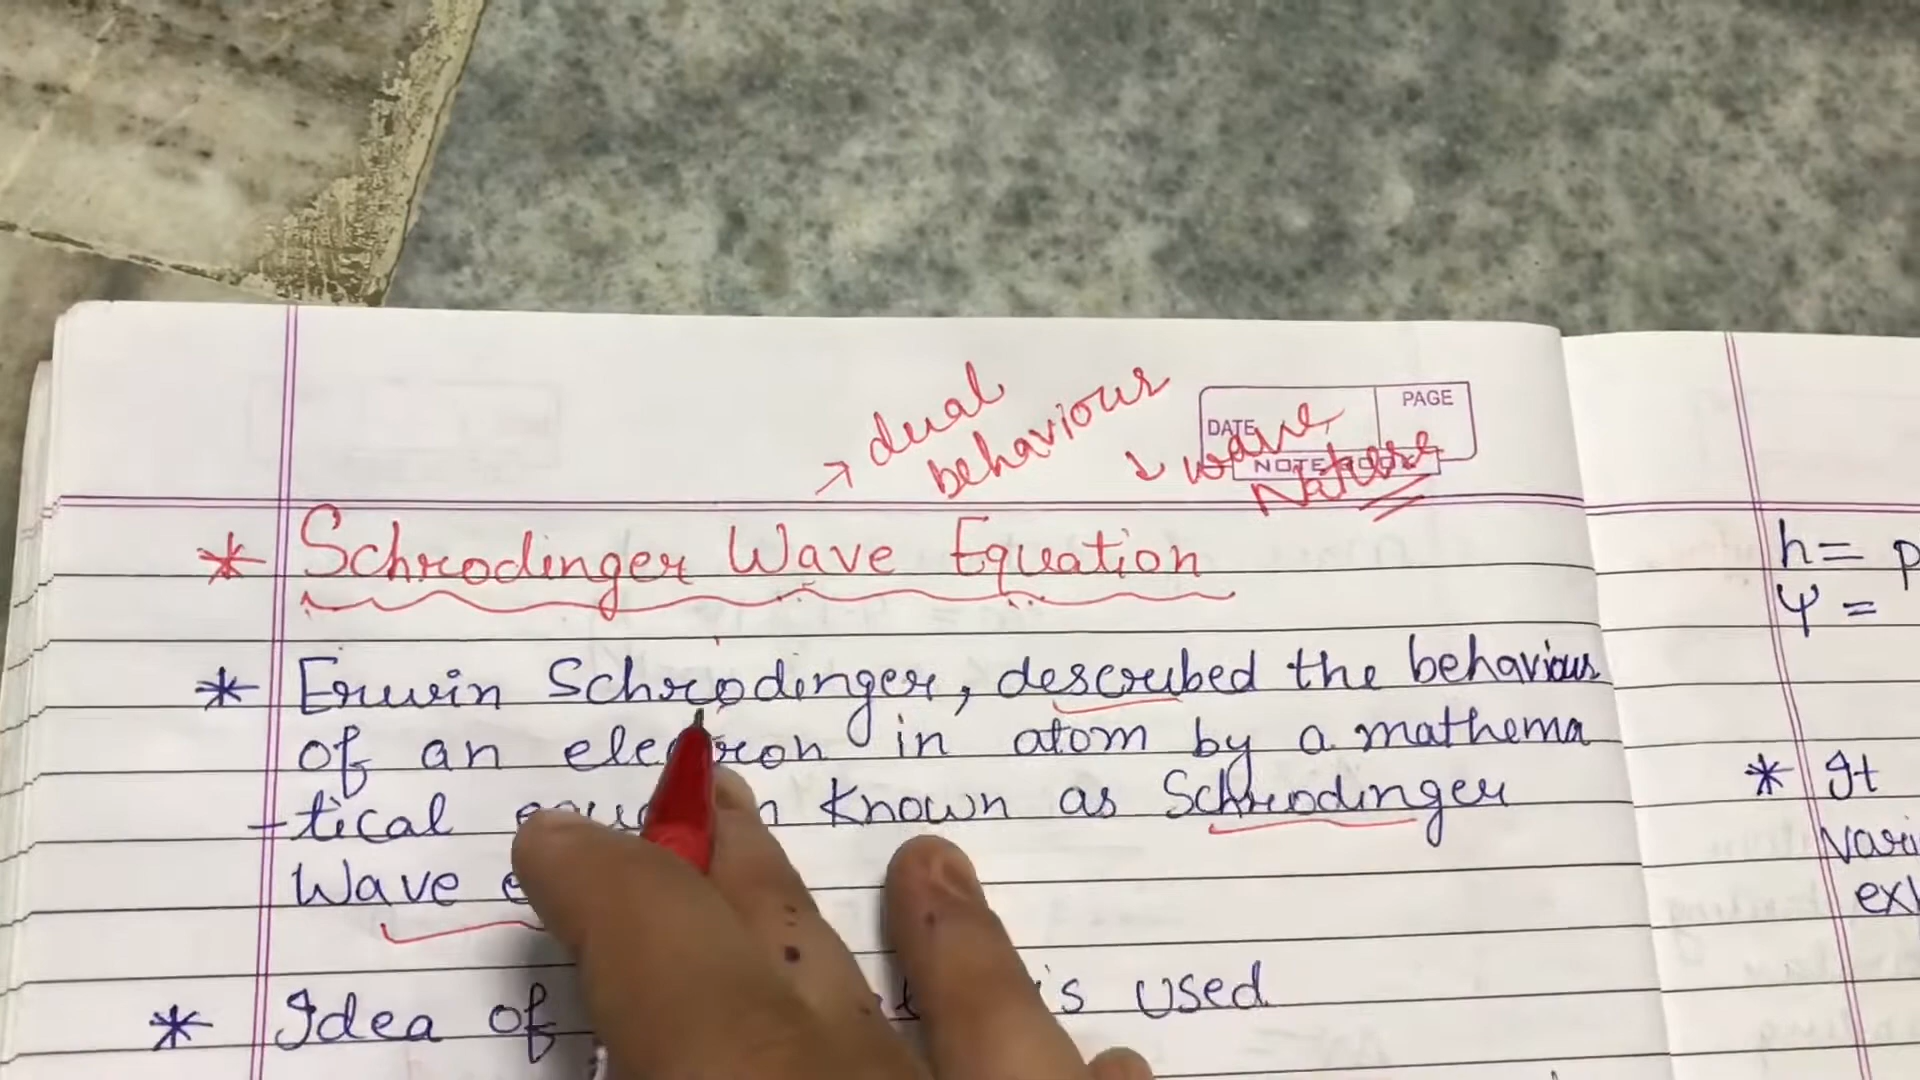 → dual
behaviour
↓ wave
Nature
DATE
PAGE
NOTE BOOK
* Schrodinger Wave Equation
* Erwin Schrodinger, described the behaviour
of an electron in atom by a mathema
-tical known as Schrodinger
Wave
* Idea of is used
h = p
ψ =
* It
vari
ex